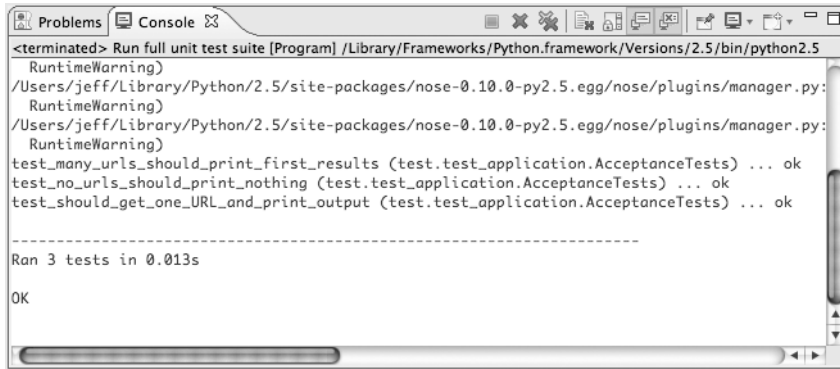 Problems Console
<terminated> Run full unit test suite [Program] /Library/Frameworks/Python.framework/Versions/2.5/bin/python2.5
RuntimeWarning)
/Users/jeff/Library/Python/2.5/site-packages/nose-0.10.0-py2.5.egg/nose/plugins/manager.py:
RuntimeWarning)
/Users/jeff/Library/Python/2.5/site-packages/nose-0.10.0-py2.5.egg/nose/plugins/manager.py:
RuntimeWarning)
test_many_urls_should_print_first_results (test.test_application.AcceptanceTests) ... ok
test_no_urls_should_print_nothing (test.test_application.AcceptanceTests) ... ok
test_should_get_one_URL_and_print_output (test.test_application.AcceptanceTests) ... ok
----------------------------------------------------------------------
Ran 3 tests in 0.013s
OK